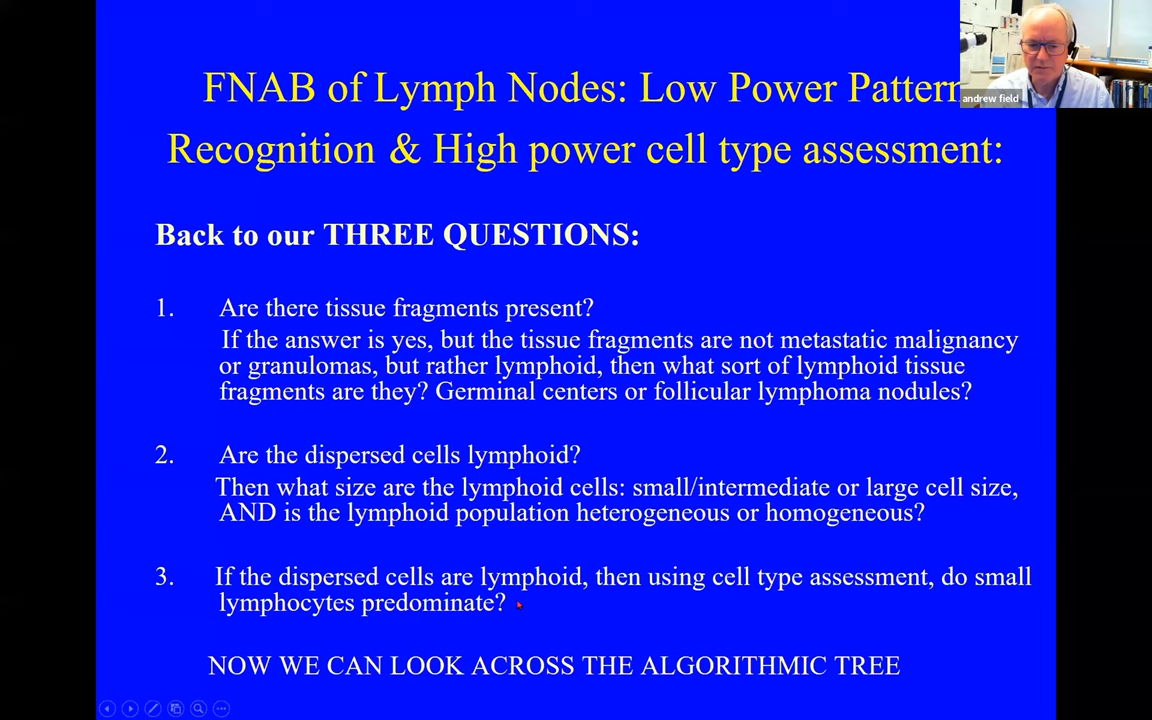 FNAB of Lymph Nodes: Low Power Pattern
andrew field
Recognition & High power cell type assessment:
Back to our THREE QUESTIONS:
1. Are there tissue fragments present?
If the answer is yes, but the tissue fragments are not metastatic malignancy
or granulomas, but rather lymphoid, then what sort of lymphoid tissue
fragments are they? Germinal centers or follicular lymphoma nodules?
2. Are the dispersed cells lymphoid?
Then what size are the lymphoid cells: small/intermediate or large cell size,
AND is the lymphoid population heterogeneous or homogeneous?
3. If the dispersed cells are lymphoid, then using cell type assessment, do small
lymphocytes predominate?
NOW WE CAN LOOK ACROSS THE ALGORITHMIC TREE